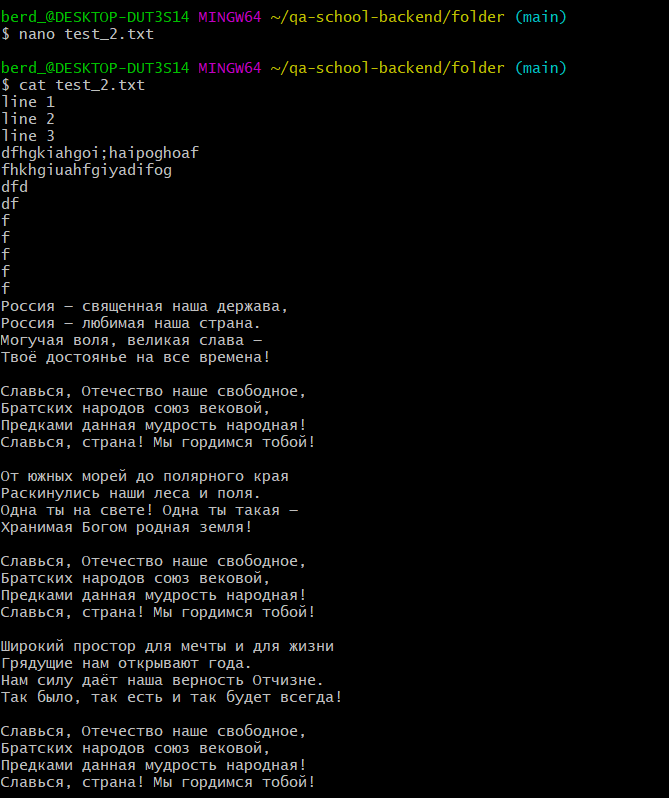 berd_@DESKTOP-DUT3S14 MINGW64 ~/qa-school-backend/folder (main)
$ nano test_2.txt
berd_@DESKTOP-DUT3S14 MINGW64 ~/qa-school-backend/folder (main)
$ cat test_2.txt
line 1
line 2
line 3
dfhgkiahgoi;haipoghoaf
fhkhgiuahfgiyadifog
dfd
df
f
f
f
f
f
Россия — священная наша держава,
Россия — любимая наша страна.
Могучая воля, великая слава —
Твоё достоянье на все времена!
Славься, Отечество наше свободное,
Братских народов союз вековой,
Предками данная мудрость народная!
Славься, страна! Мы гордимся тобой!
От южных морей до полярного края
Раскинулись наши леса и поля.
Одна ты на свете! Одна ты такая —
Хранимая Богом родная земля!
Славься, Отечество наше свободное,
Братских народов союз вековой,
Предками данная мудрость народная!
Славься, страна! Мы гордимся тобой!
Широкий простор для мечты и для жизни
Грядущие нам открывают года.
Нам силу даёт наша верность Отчизне.
Так было, так есть и так будет всегда!
Славься, Отечество наше свободное,
Братских народов союз вековой,
Предками данная мудрость народная!
Славься, страна! Мы гордимся тобой!